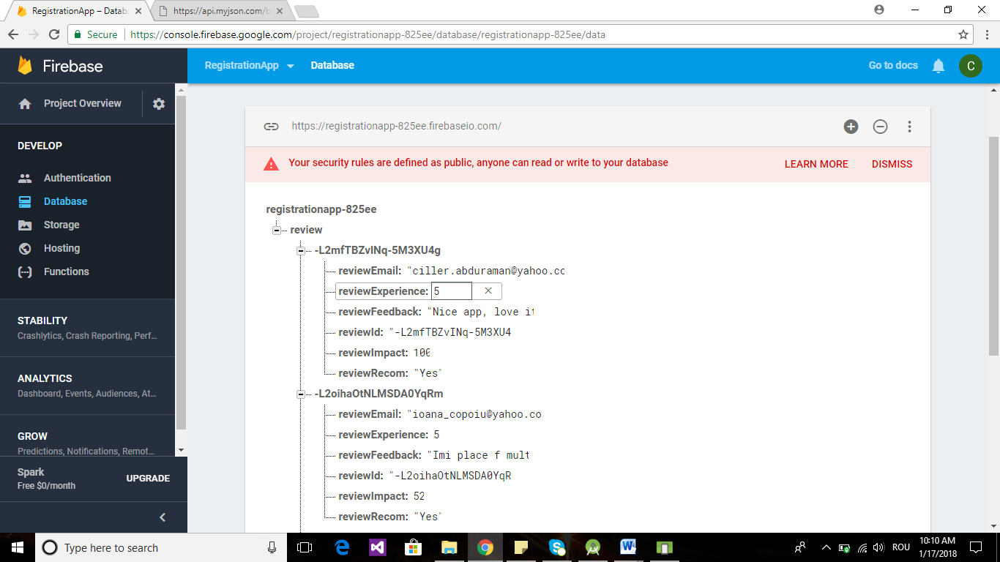 RegistrationApp – Datab
https://api.myjson.com/b
Secure
https://console.firebase.google.com/project/registrationapp-825ee/database/registrationapp-825ee/data
Firebase
RegistrationApp
Database
Go to docs
C
Project Overview
DEVELOP
Authentication
Database
Storage
Hosting
Functions
STABILITY
Crashlytics, Crash Reporting, Perf...
ANALYTICS
Dashboard, Events, Audiences, At...
GROW
Predictions, Notifications, Remot...
Spark
Free $0/month
UPGRADE
https://registrationapp-825ee.firebaseio.com/
Your security rules are defined as public, anyone can read or write to your database
LEARN MORE
DISMISS
registrationapp-825ee
review
-L2mfTBZvINq-5M3XU4g
reviewEmail: "ciller.abduraman@yahoo.cc
reviewExperience: 5
reviewFeedback: "Nice app, love it
reviewId: "-L2mfTBZvINq-5M3XU4
reviewImpact: 100
reviewRecom: "Yes"
-L2oihaOtNLMSDA0YqRm
reviewEmail: "ioana_copoiu@yahoo.co
reviewExperience: 5
reviewFeedback: "Imi place f mult
reviewId: "-L2oihaOtNLMSDA0YqR
reviewImpact: 52
reviewRecom: "Yes"
Type here to search
ROU
10:10 AM
1/17/2018